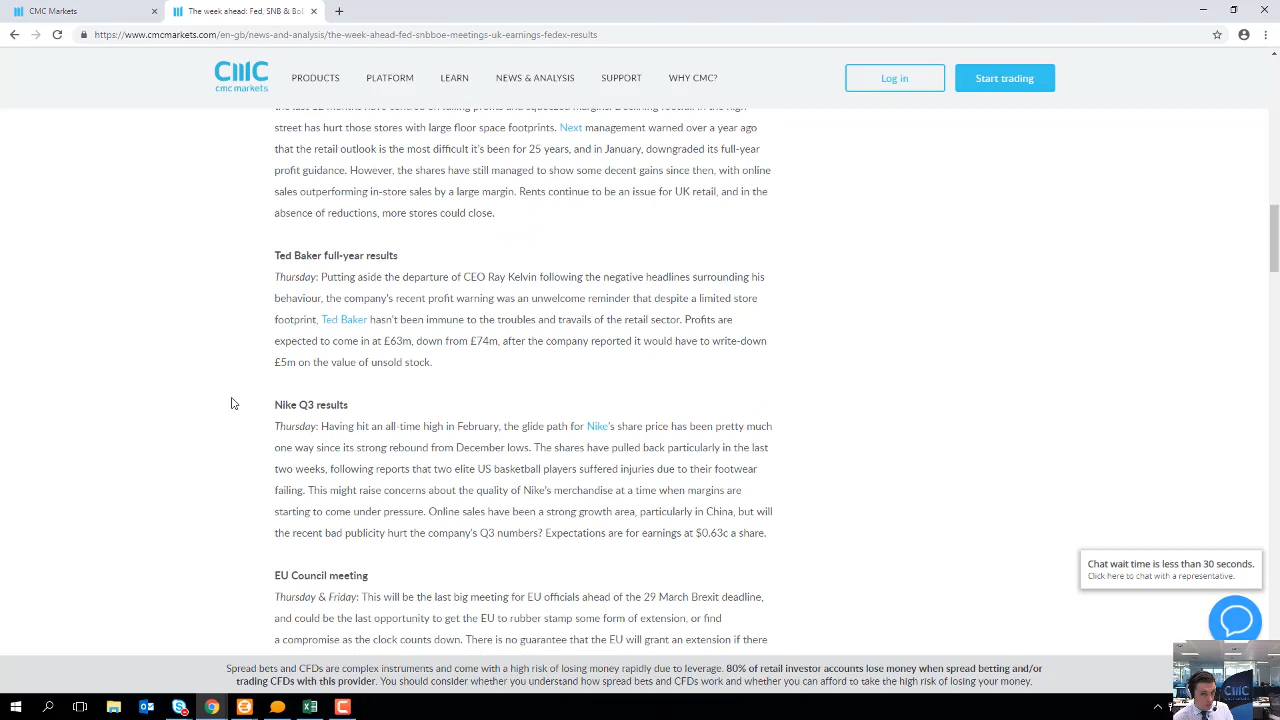 CMC Markets
The week ahead: Fed; SNB & BoE
https://www.cmcmarkets.com/en-gb/news-and-analysis/the-week-ahead-fed-snbboe-meetings-uk-earnings-fedex-results
cmc markets
PRODUCTS PLATFORM LEARN NEWS & ANALYSIS SUPPORT WHY CMC?
Log in
Start trading
street has hurt those stores with large floor space footprints. Next management warned over a year ago
that the retail outlook is the most difficult it's been for 25 years, and in January, downgraded its full-year
profit guidance. However, the shares have still managed to show some decent gains since then, with online
sales outperforming in-store sales by a large margin. Rents continue to be an issue for UK retail, and in the
absence of reductions, more stores could close.
Ted Baker full-year results
Thursday: Putting aside the departure of CEO Ray Kelvin following the negative headlines surrounding his
behaviour, the company's recent profit warning was an unwelcome reminder that despite a limited store
footprint, Ted Baker hasn't been immune to the troubles and travails of the retail sector. Profits are
expected to come in at £63m, down from £74m, after the company reported it would have to write-down
£5m on the value of unsold stock.
Nike Q3 results
Thursday: Having hit an all-time high in February, the glide path for Nike's share price has been pretty much
one way since its strong rebound from December lows. The shares have pulled back particularly in the last
two weeks, following reports that two elite US basketball players suffered injuries due to their footwear
failing. This might raise concerns about the quality of Nike's merchandise at a time when margins are
starting to come under pressure. Online sales have been a strong growth area, particularly in China, but will
the recent bad publicity hurt the company's Q3 numbers? Expectations are for earnings at $0.63c a share.
EU Council meeting
Thursday & Friday: This will be the last big meeting for EU officials ahead of the 29 March Brexit deadline,
and could be the last opportunity to get the EU to rubber stamp some form of extension, or find
a compromise as the clock counts down. There is no guarantee that the EU will grant an extension if there
Chat wait time is less than 30 seconds.
Click here to chat with a representative.
Spread bets and CFDs are complex instruments and come with a high risk of losing money rapidly due to leverage. 80% of retail investor accounts lose money when spread betting and/or
trading CFDs with this provider. You should consider whether you understand how spread bets and CFDs work and whether you can afford to take the high risk of losing your money.